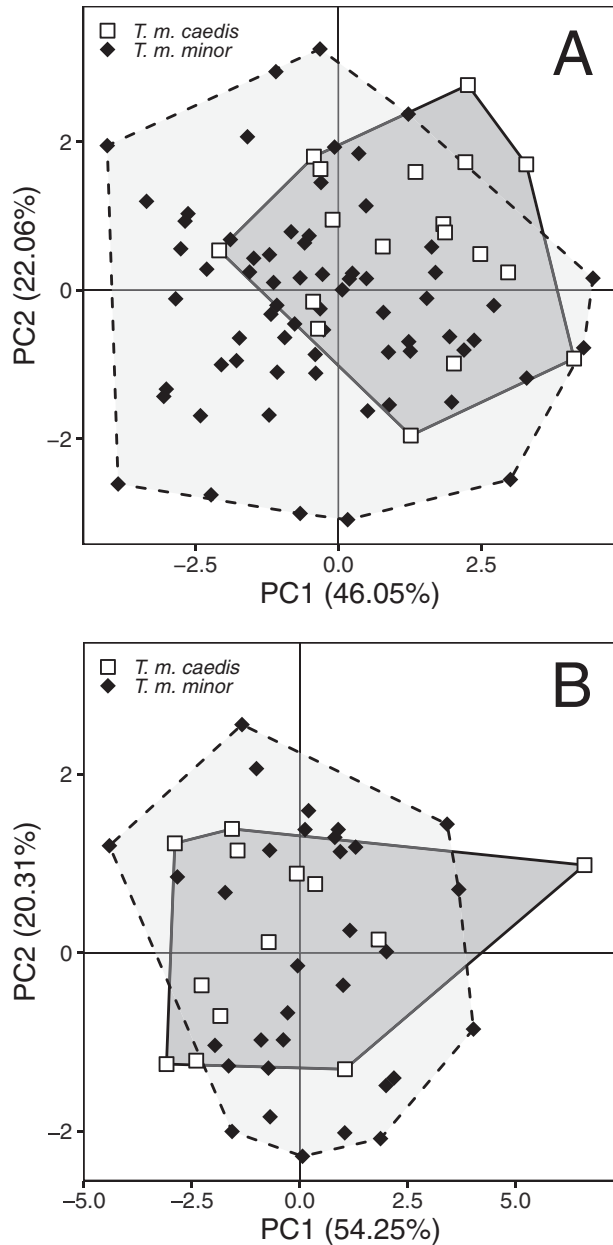 T. m. caedis
T. m. minor
A
2
0
−2
PC2 (22.06%)
−2.5
0.0
2.5
PC1 (46.05%)
T. m. caedis
T. m. minor
B
2
0
−2
PC2 (20.31%)
−5.0
−2.5
0.0
2.5
5.0
PC1 (54.25%)